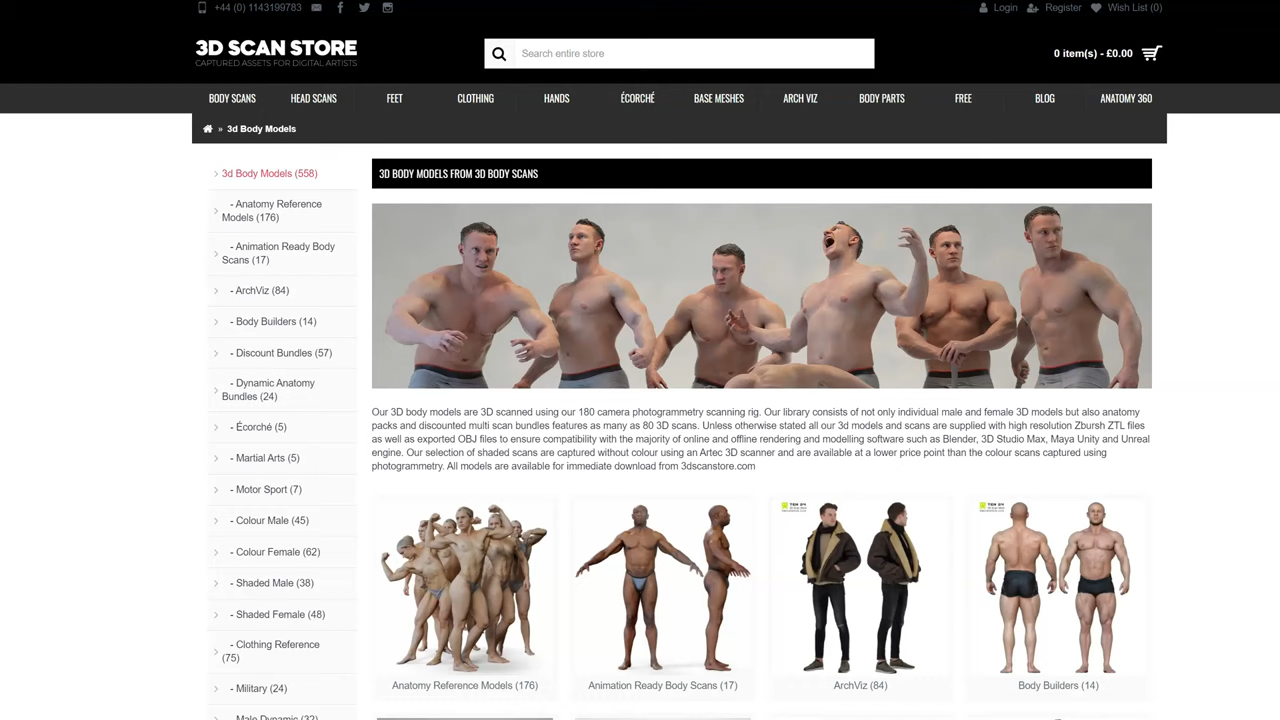 +44 (0) 1143199783
Login
Register
Wish List (0)
3D SCAN STORE
CAPTURED ASSETS FOR DIGITAL ARTISTS
Search entire store
0 item(s) - £0.00
BODY SCANS
HEAD SCANS
FEET
CLOTHING
HANDS
ÉCORCHÉ
BASE MESHES
ARCH VIZ
BODY PARTS
FREE
BLOG
ANATOMY 360
» 3d Body Models
3d Body Models (558)
- Anatomy Reference
Models (176)
- Animation Ready Body
Scans (17)
- ArchViz (84)
- Body Builders (14)
- Discount Bundles (57)
- Dynamic Anatomy
Bundles (24)
- Écorché (5)
- Martial Arts (5)
- Motor Sport (7)
- Colour Male (45)
- Colour Female (62)
- Shaded Male (38)
- Shaded Female (48)
- Clothing Reference
(75)
- Military (24)
- Male Dynamic (32)
3D BODY MODELS FROM 3D BODY SCANS
Our 3D body models are 3D scanned using our 180 camera photogrammetry scanning rig. Our library consists of not only individual male and female 3D models but also anatomy
packs and discounted multi scan bundles features as many as 80 3D scans. Unless otherwise stated all our 3d models and scans are supplied with high resolution Zbursh ZTL files
as well as exported OBJ files to ensure compatibility with the majority of online and offline rendering and modelling software such as Blender, 3D Studio Max, Maya Unity and Unreal
engine. Our selection of shaded scans are captured without colour using an Artec 3D scanner and are available at a lower price point than the colour scans captured using
photogrammetry. All models are available for immediate download from 3dscanstore.com
TEN 24
TEN 24
Anatomy Reference Models (176)
Animation Ready Body Scans (17)
ArchViz (84)
Body Builders (14)